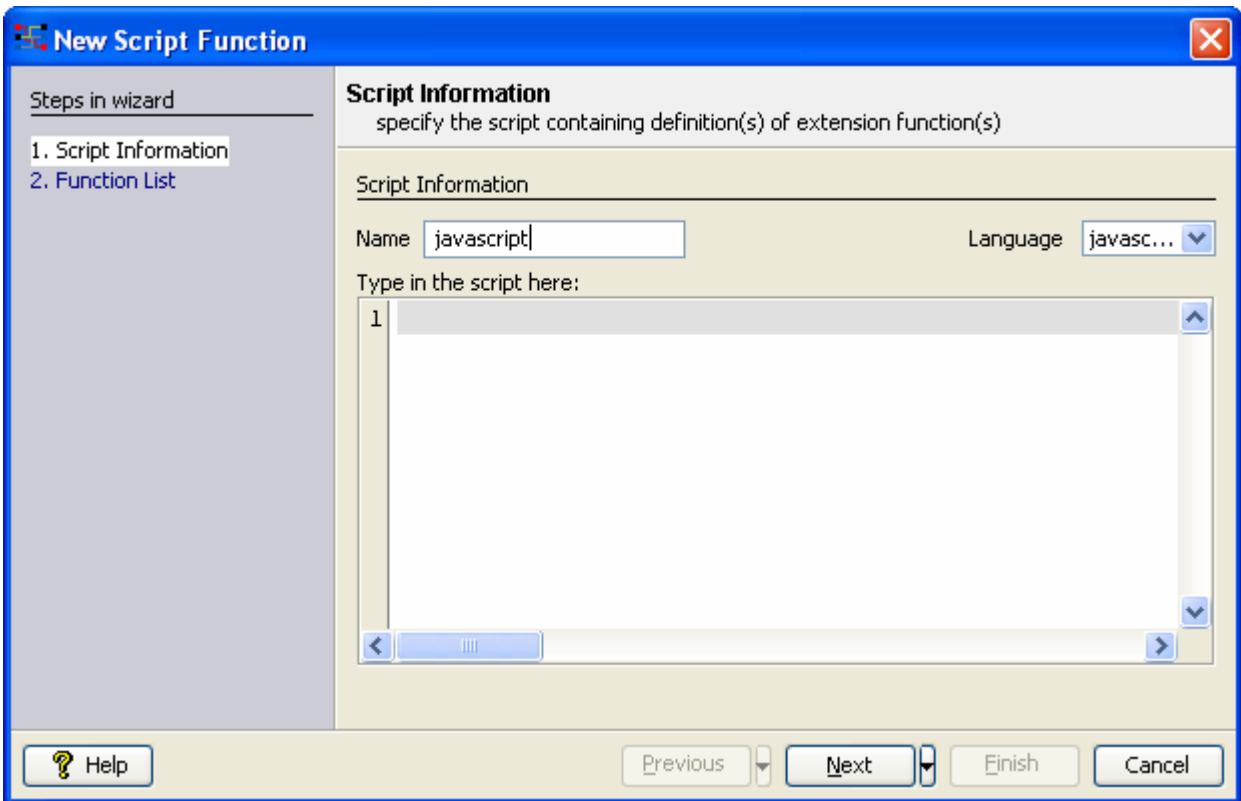 New Script Function
Steps in wizard
1. Script Information
2. Function List
Script Information
specify the script containing definition(s) of extension function(s)
Script Information
Name javascript Language javasc...
Type in the script here:
1
Help Previous Next Finish Cancel